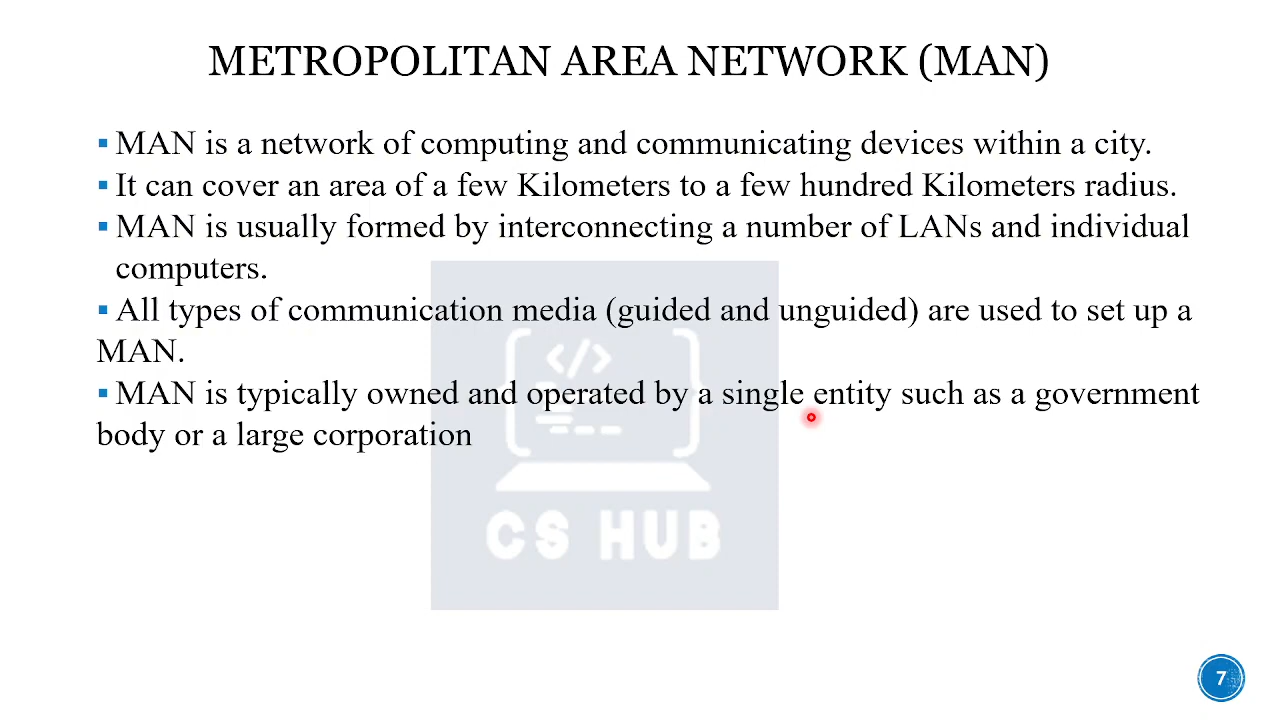 METROPOLITAN AREA NETWORK (MAN)
▪ MAN is a network of computing and communicating devices within a city.
▪ It can cover an area of a few Kilometers to a few hundred Kilometers radius.
▪ MAN is usually formed by interconnecting a number of LANs and individual
computers.
▪ All types of communication media (guided and unguided) are used to set up a
MAN.
▪ MAN is typically owned and operated by a single entity such as a government
body or a large corporation
</>
CS HUB
7